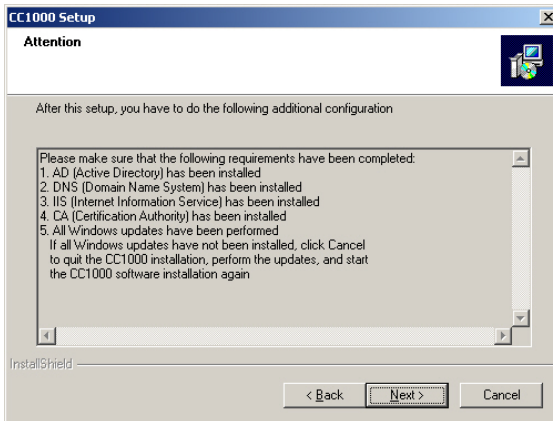 CC1000 Setup
Attention
After this setup, you have to do the following additional configuration
Please make sure that the following requirements have been completed:
1. AD (Active Directory) has been installed
2. DNS (Domain Name System) has been installed
3. IIS (Internet Information Service) has been installed
4. CA (Certification Authority) has been installed
5. All Windows updates have been performed
If all Windows updates have not been installed, click Cancel
to quit the CC1000 installation, perform the updates, and start
the CC1000 software installation again
InstallShield
< Back
Next >
Cancel